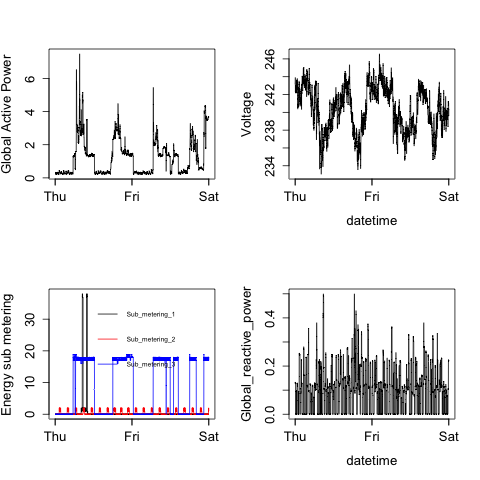 Global Active Power
0 2 4 6
Thu Fri Sat
Voltage
234 238 242 246
Thu Fri Sat
datetime
Energy sub metering
0 10 20 30
Sub_metering_1
Sub_metering_2
Sub_metering_3
Thu Fri Sat
Global_reactive_power
0.0 0.2 0.4
Thu Fri Sat
datetime